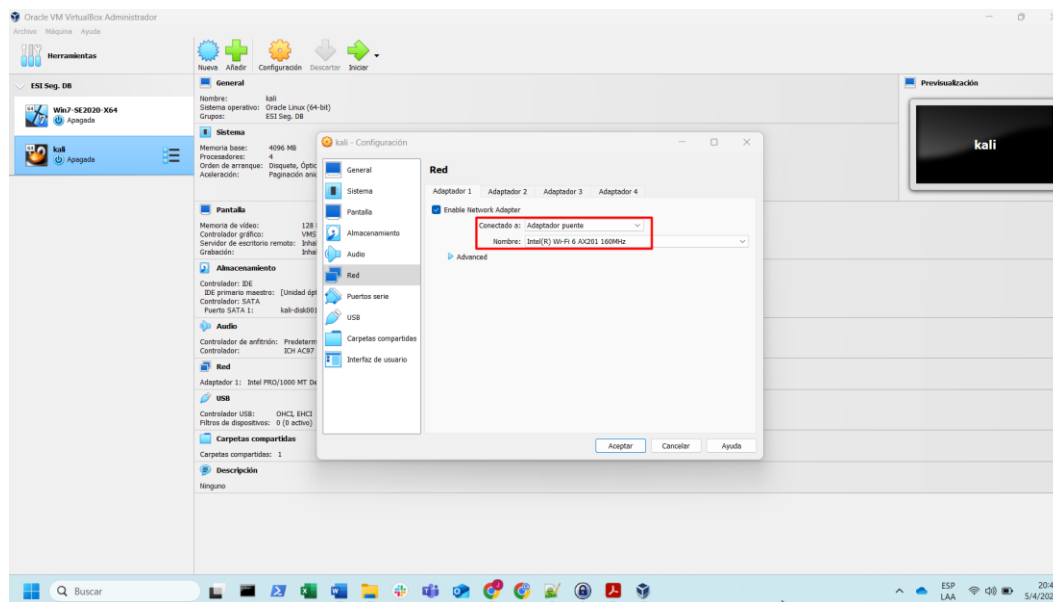 Oracle VM VirtualBox Administrador
Archivo Máquina Ayuda
Herramientas
Nueva Añadir Configuración Descartar Iniciar
ESI Seg. DB
Win7-SE2020-X64
Apagada
kali
Apagada
General
Nombre: kali
Sistema operativo: Oracle Linux (64-bit)
Grupos: ESI Seg. DB
Sistema
Memoria base: 4096 MB
Procesadores: 4
Orden de arranque: Disquete, Óptic
Aceleración: Paginación ani
Pantalla
Memoria de vídeo: 128
Controlador gráfico: VMS
Servidor de escritorio remoto: Inha
Grabación: Inha
Almacenamiento
Controlador: IDE
IDE primario maestro: [Unidad ópt
Controlador: SATA
Puerto SATA 1: kali-disk001
Audio
Controlador de anfitrión: Predeterm
Controlador: ICH AC97
Red
Adaptador 1: Intel PRO/1000 MT De
USB
Controlador USB: OHCI, EHCI
Filtros de dispositivos: 0 (0 activo)
Carpetas compartidas
Carpetas compartidas: 1
Descripción
Ninguno
Previsualización
kali
kali - Configuración
General
Sistema
Pantalla
Almacenamiento
Audio
Red
Puertos serie
USB
Carpetas compartidas
Interfaz de usuario
Red
Adaptador 1 Adaptador 2 Adaptador 3 Adaptador 4
Enable Network Adapter
Conectado a: Adaptador puente
Nombre: Intel(R) Wi-Fi 6 AX201 160MHz
Advanced
Aceptar Cancelar Ayuda
Buscar
ESP
LAA
20:4
5/4/202